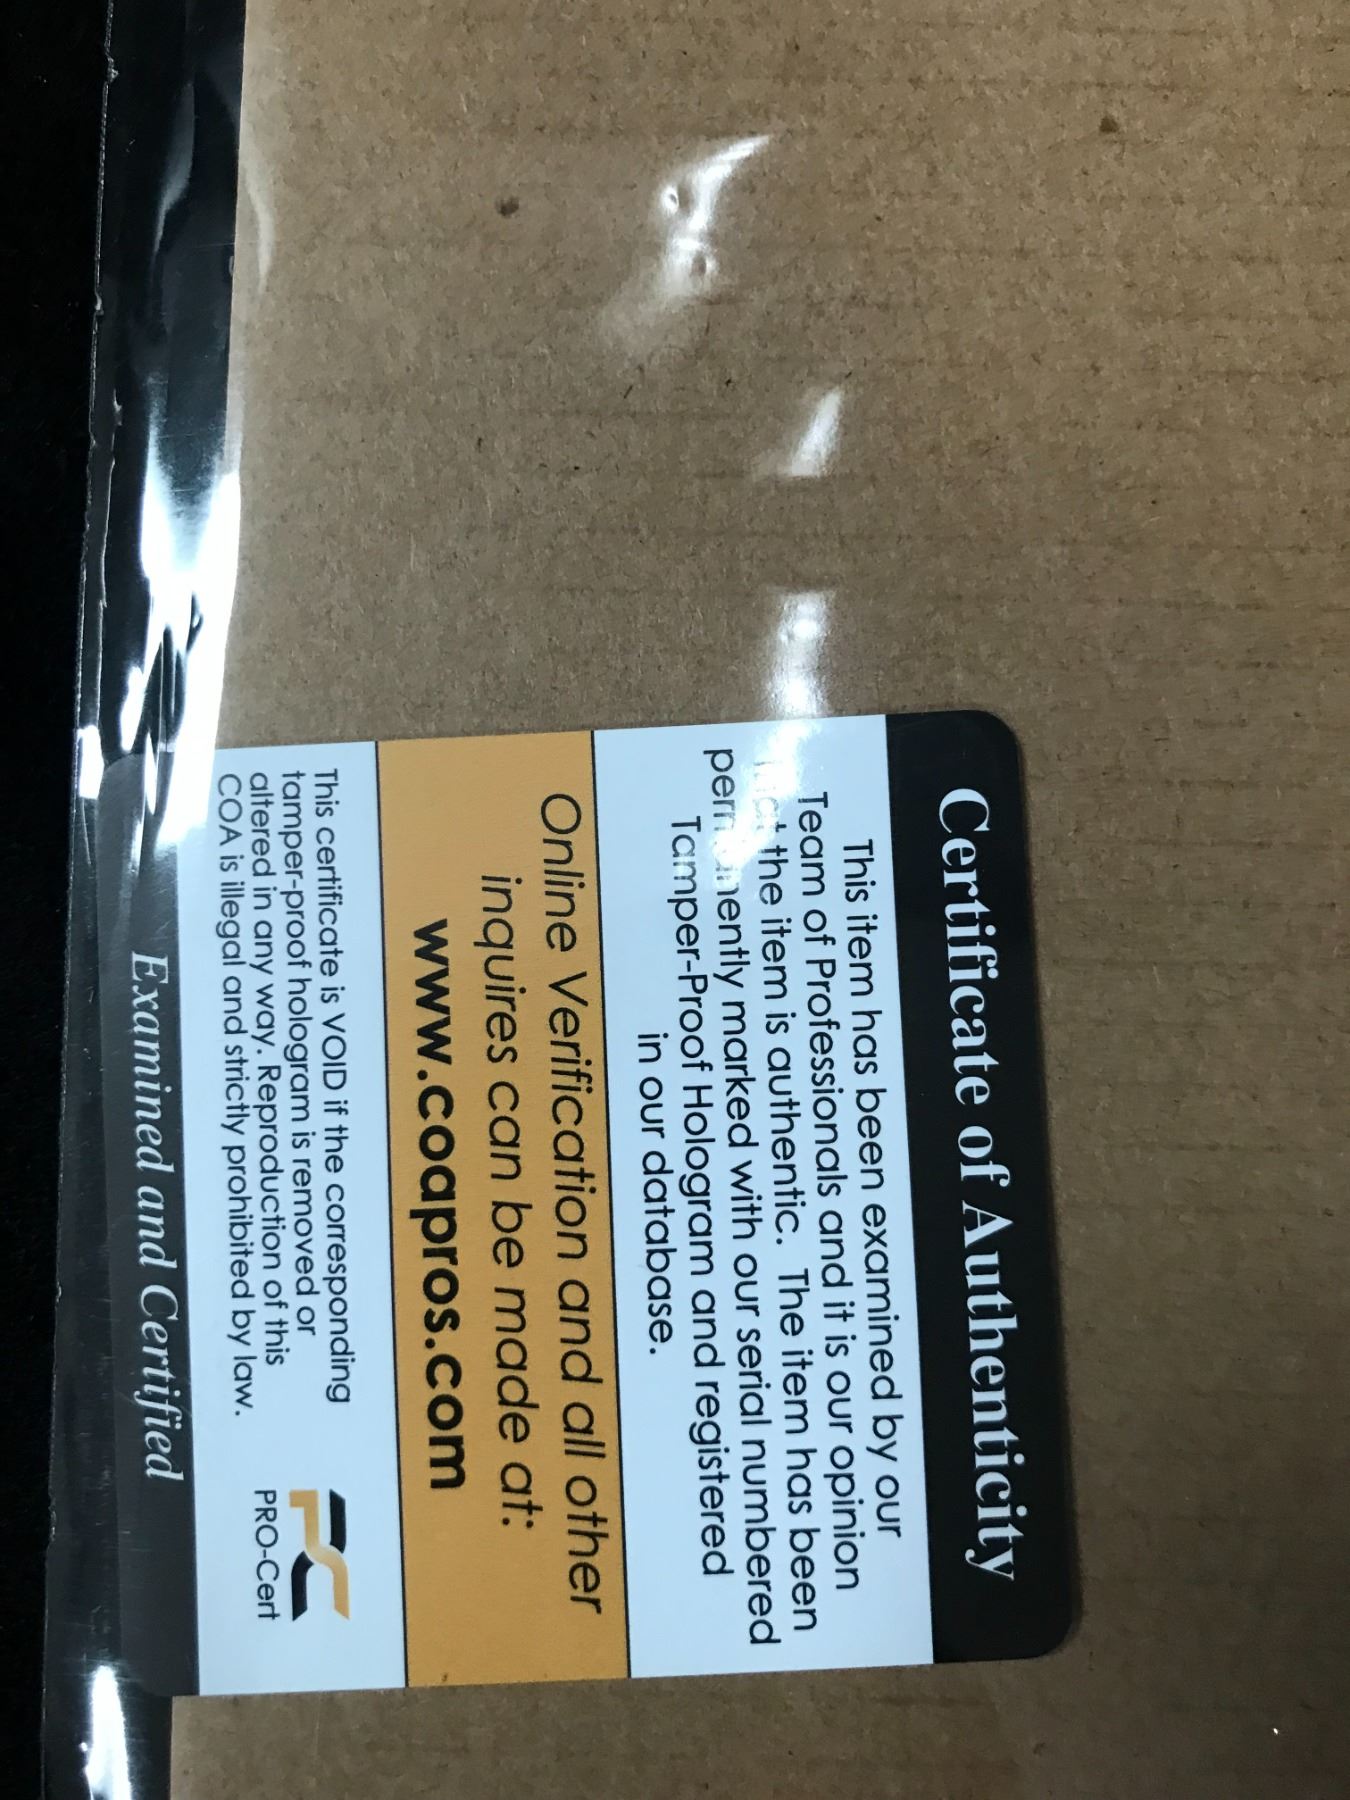 Certificate of Authenticity
This item has been examined by our
Team of Professionals and it is our opinion
that the item is authentic. The item has been
permanently marked with our serial numbered
Tamper-Proof Hologram and registered
in our database.
Online Verification and all other
inquires can be made at:
www.coapros.com
This certificate is VOID if the corresponding
tamper-proof hologram is removed or
altered in any way. Reproduction of this
COA is illegal and strictly prohibited by law.
PC
PRO-Cert
Examined and Certified